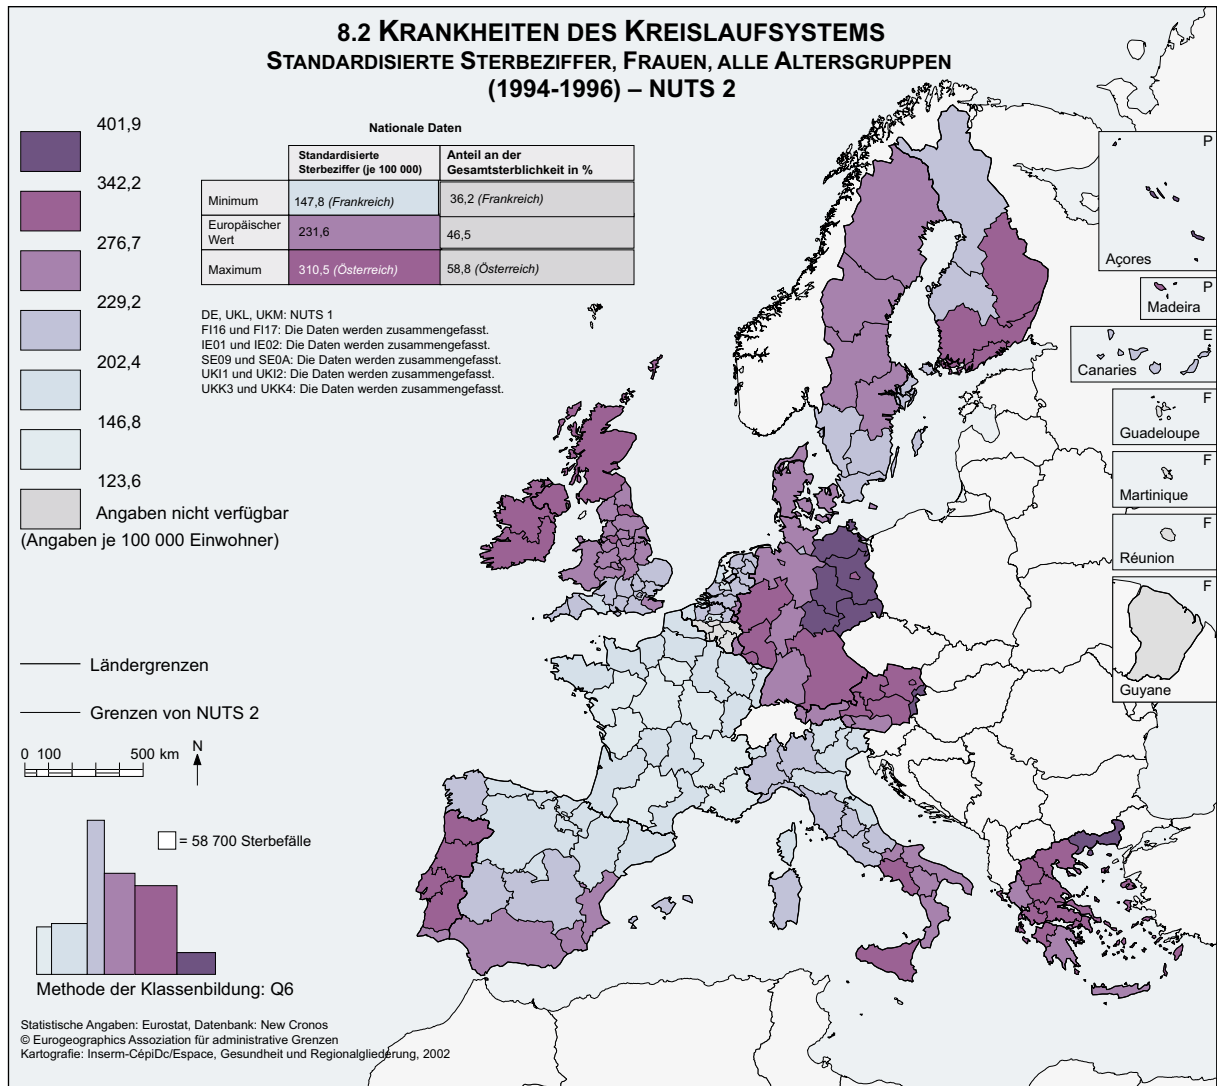 8.2 KRANKHEITEN DES KREISLAUFSYSTEMS
STANDARDISIERTE STERBEZIFFER, FRAUEN, ALLE ALTERSGRUPPEN
(1994-1996) – NUTS 2
401,9
342,2
276,7
229,2
202,4
146,8
123,6
Angaben nicht verfügbar
(Angaben je 100 000 Einwohner)
Nationale Daten
Standardisierte
Sterbeziffer (je 100 000)
Anteil an der
Gesamtsterblichkeit in %
Minimum
147,8 (Frankreich)
36,2 (Frankreich)
Europäischer
Wert
231,6
46,5
Maximum
310,5 (Österreich)
58,8 (Österreich)
DE, UKL, UKM: NUTS 1
FI16 und FI17: Die Daten werden zusammengefasst.
IE01 und IE02: Die Daten werden zusammengefasst.
SE09 und SE0A: Die Daten werden zusammengefasst.
UKI1 und UKI2: Die Daten werden zusammengefasst.
UKK3 und UKK4: Die Daten werden zusammengefasst.
P
Açores
P
Madeira
E
Canaries
F
Guadeloupe
F
Martinique
F
Réunion
F
Guyane
Ländergrenzen
Grenzen von NUTS 2
0 100 500 km
N
= 58 700 Sterbefälle
Methode der Klassenbildung: Q6
Statistische Angaben: Eurostat, Datenbank: New Cronos
© Eurogeographics Assoziation für administrative Grenzen
Kartografie: Inserm-CépiDc/Espace, Gesundheit und Regionalgliederung, 2002